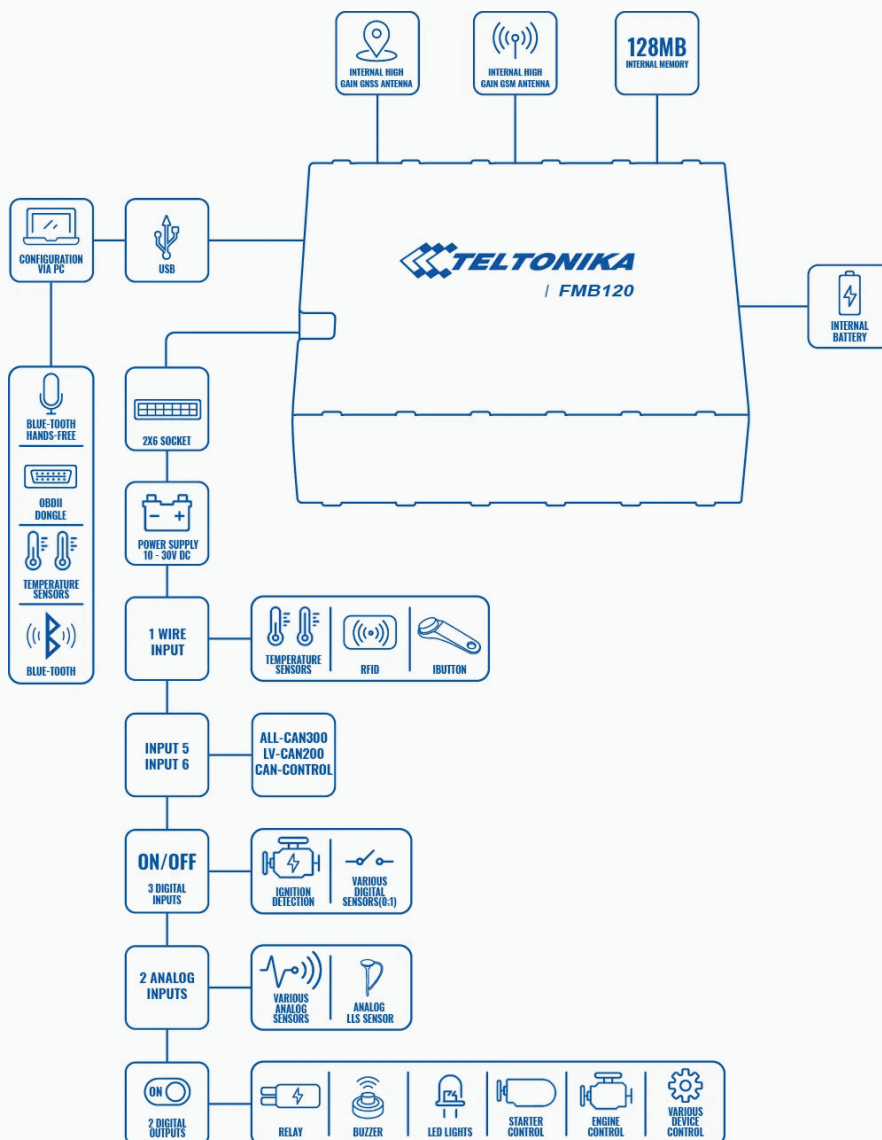 INTERNAL HIGH
GAIN GNSS ANTENNA
INTERNAL HIGH
GAIN GSM ANTENNA
128MB
INTERNAL MEMORY
CONFIGURATION
VIA PC
USB
TELTONIKA
| FMB120
INTERNAL
BATTERY
BLUE-TOOTH
HANDS-FREE
OBDII
DONGLE
TEMPERATURE
SENSORS
BLUE-TOOTH
2X6 SOCKET
POWER SUPPLY
10 - 30V DC
1 WIRE
INPUT
TEMPERATURE
SENSORS
RFID
IBUTTON
INPUT 5
INPUT 6
ALL-CAN300
LV-CAN200
CAN-CONTROL
ON/OFF
3 DIGITAL
INPUTS
IGNITION
DETECTION
VARIOUS
DIGITAL
SENSORS(0:1)
2 ANALOG
INPUTS
VARIOUS
ANALOG
SENSORS
ANALOG
LLS SENSOR
ON
2 DIGITAL
OUTPUTS
RELAY
BUZZER
LED LIGHTS
STARTER
CONTROL
ENGINE
CONTROL
VARIOUS
DEVICE
CONTROL